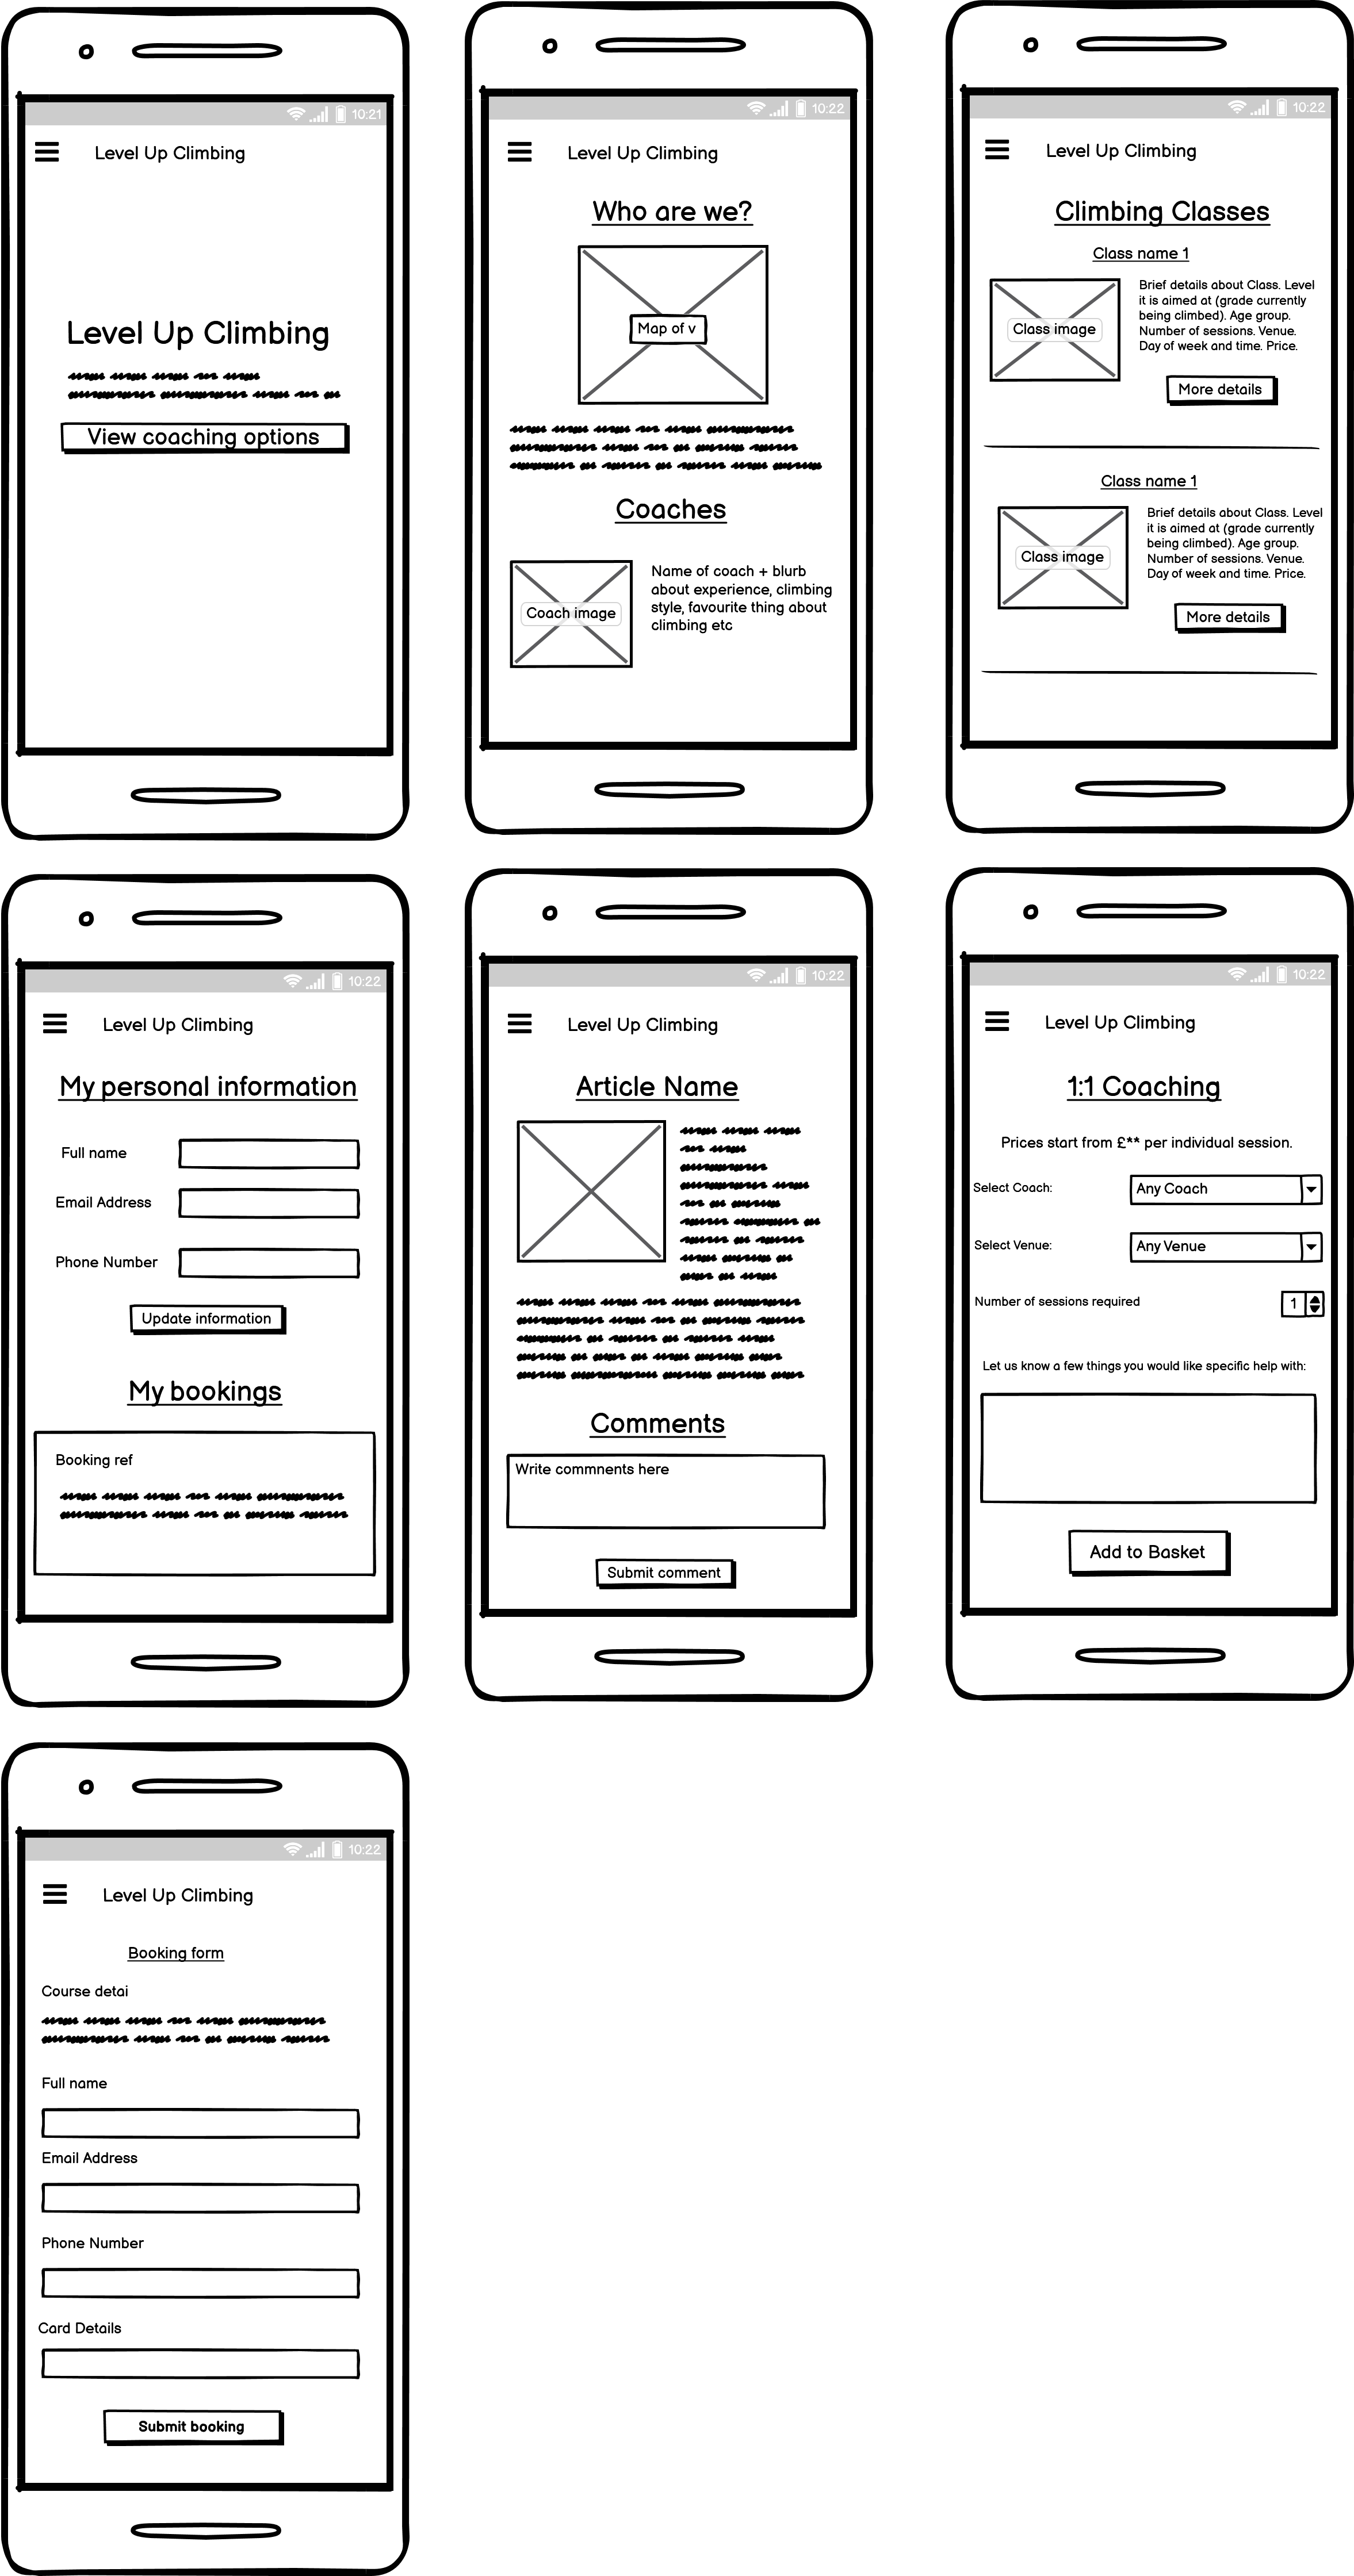 10:21
Level Up Climbing
Level Up Climbing
View coaching options
10:22
Level Up Climbing
Who are we?
Map of v
Coaches
Coach image
Name of coach + blurb
about experience, climbing
style, favourite thing about
climbing etc
10:22
Level Up Climbing
Climbing Classes
Class name 1
Class image
Brief details about Class. Level
it is aimed at (grade currently
being climbed). Age group.
Number of sessions. Venue.
Day of week and time. Price.
More details
Class name 1
Class image
Brief details about Class. Level
it is aimed at (grade currently
being climbed). Age group.
Number of sessions. Venue.
Day of week and time. Price.
More details
10:22
Level Up Climbing
My personal information
Full name
Email Address
Phone Number
Update information
My bookings
Booking ref
10:22
Level Up Climbing
Article Name
Comments
Write commnents here
Submit comment
10:22
Level Up Climbing
1:1 Coaching
Prices start from £** per individual session.
Select Coach: Any Coach
Select Venue: Any Venue
Number of sessions required 1
Let us know a few things you would like specific help with:
Add to Basket
10:22
Level Up Climbing
Booking form
Course detai
Full name
Email Address
Phone Number
Card Details
Submit booking